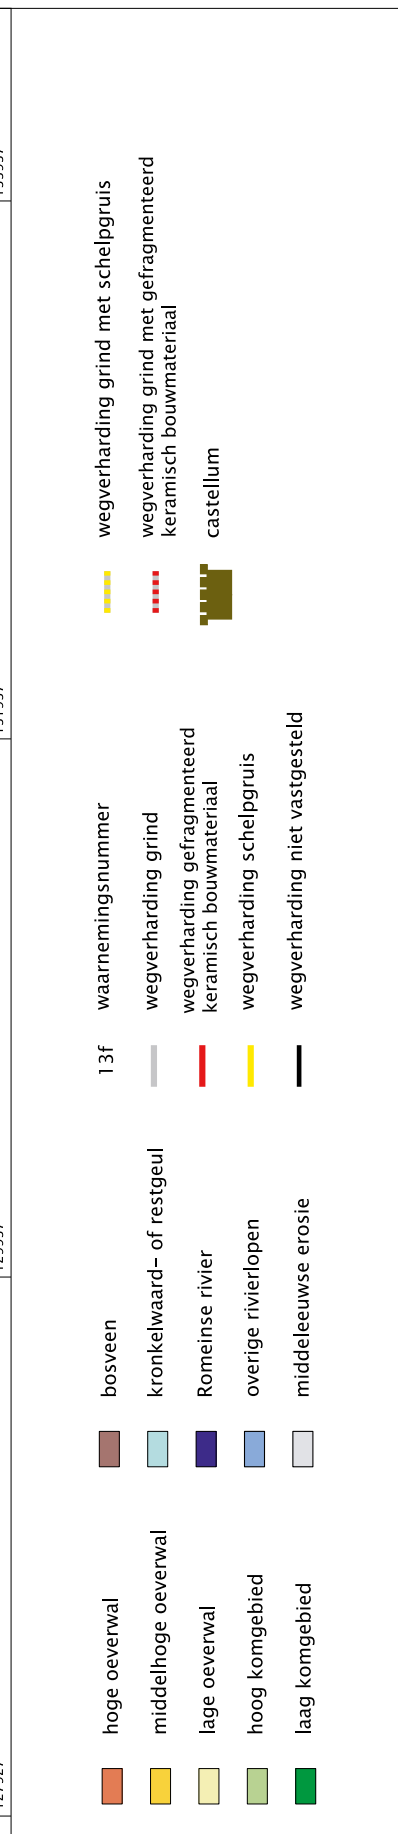 hoge oeverwal
middelhoge oeverwal
lage oeverwal
hoog komgebied
laag komgebied
bosveen
kronkelwaard- of restgeul
Romeinse rivier
overige rivierlopen
middeleeuwse erosie
13f waarnemingsnummer
wegverharding grind
wegverharding gefragmenteerd
keramisch bouwmateriaal
wegverharding schelpgruis
wegverharding niet vastgesteld
wegverharding grind met schelpgruis
wegverharding grind met gefragmenteerd
keramisch bouwmateriaal
castellum